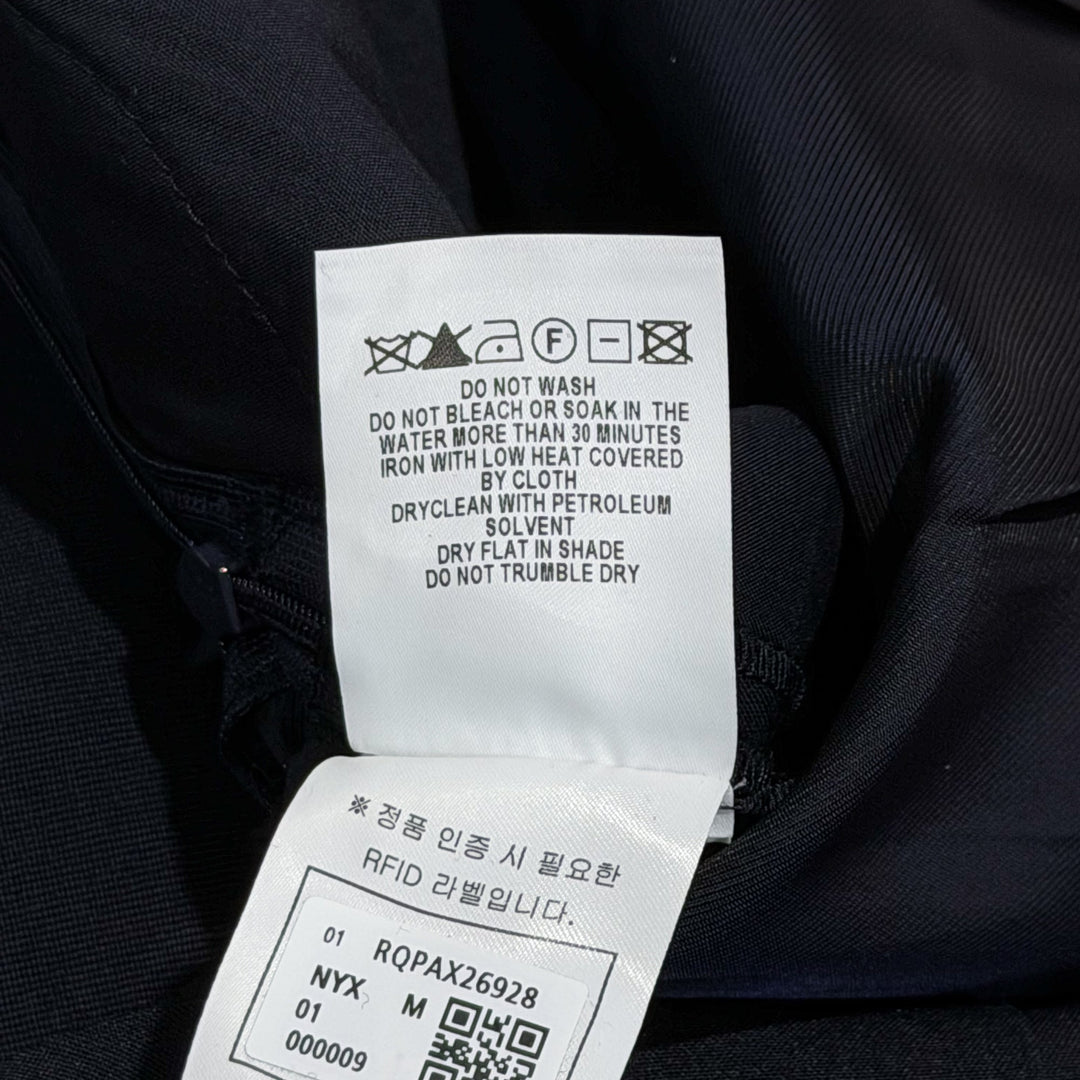 F
DO NOT WASH
DO NOT BLEACH OR SOAK IN THE
WATER MORE THAN 30 MINUTES
IRON WITH LOW HEAT COVERED
BY CLOTH
DRYCLEAN WITH PETROLEUM
SOLVENT
DRY FLAT IN SHADE
DO NOT TRUMBLE DRY
※ 정품 인증 시 필요한
RFID 라벨입니다.
01 RQPAX26928
NYX M
01
000009